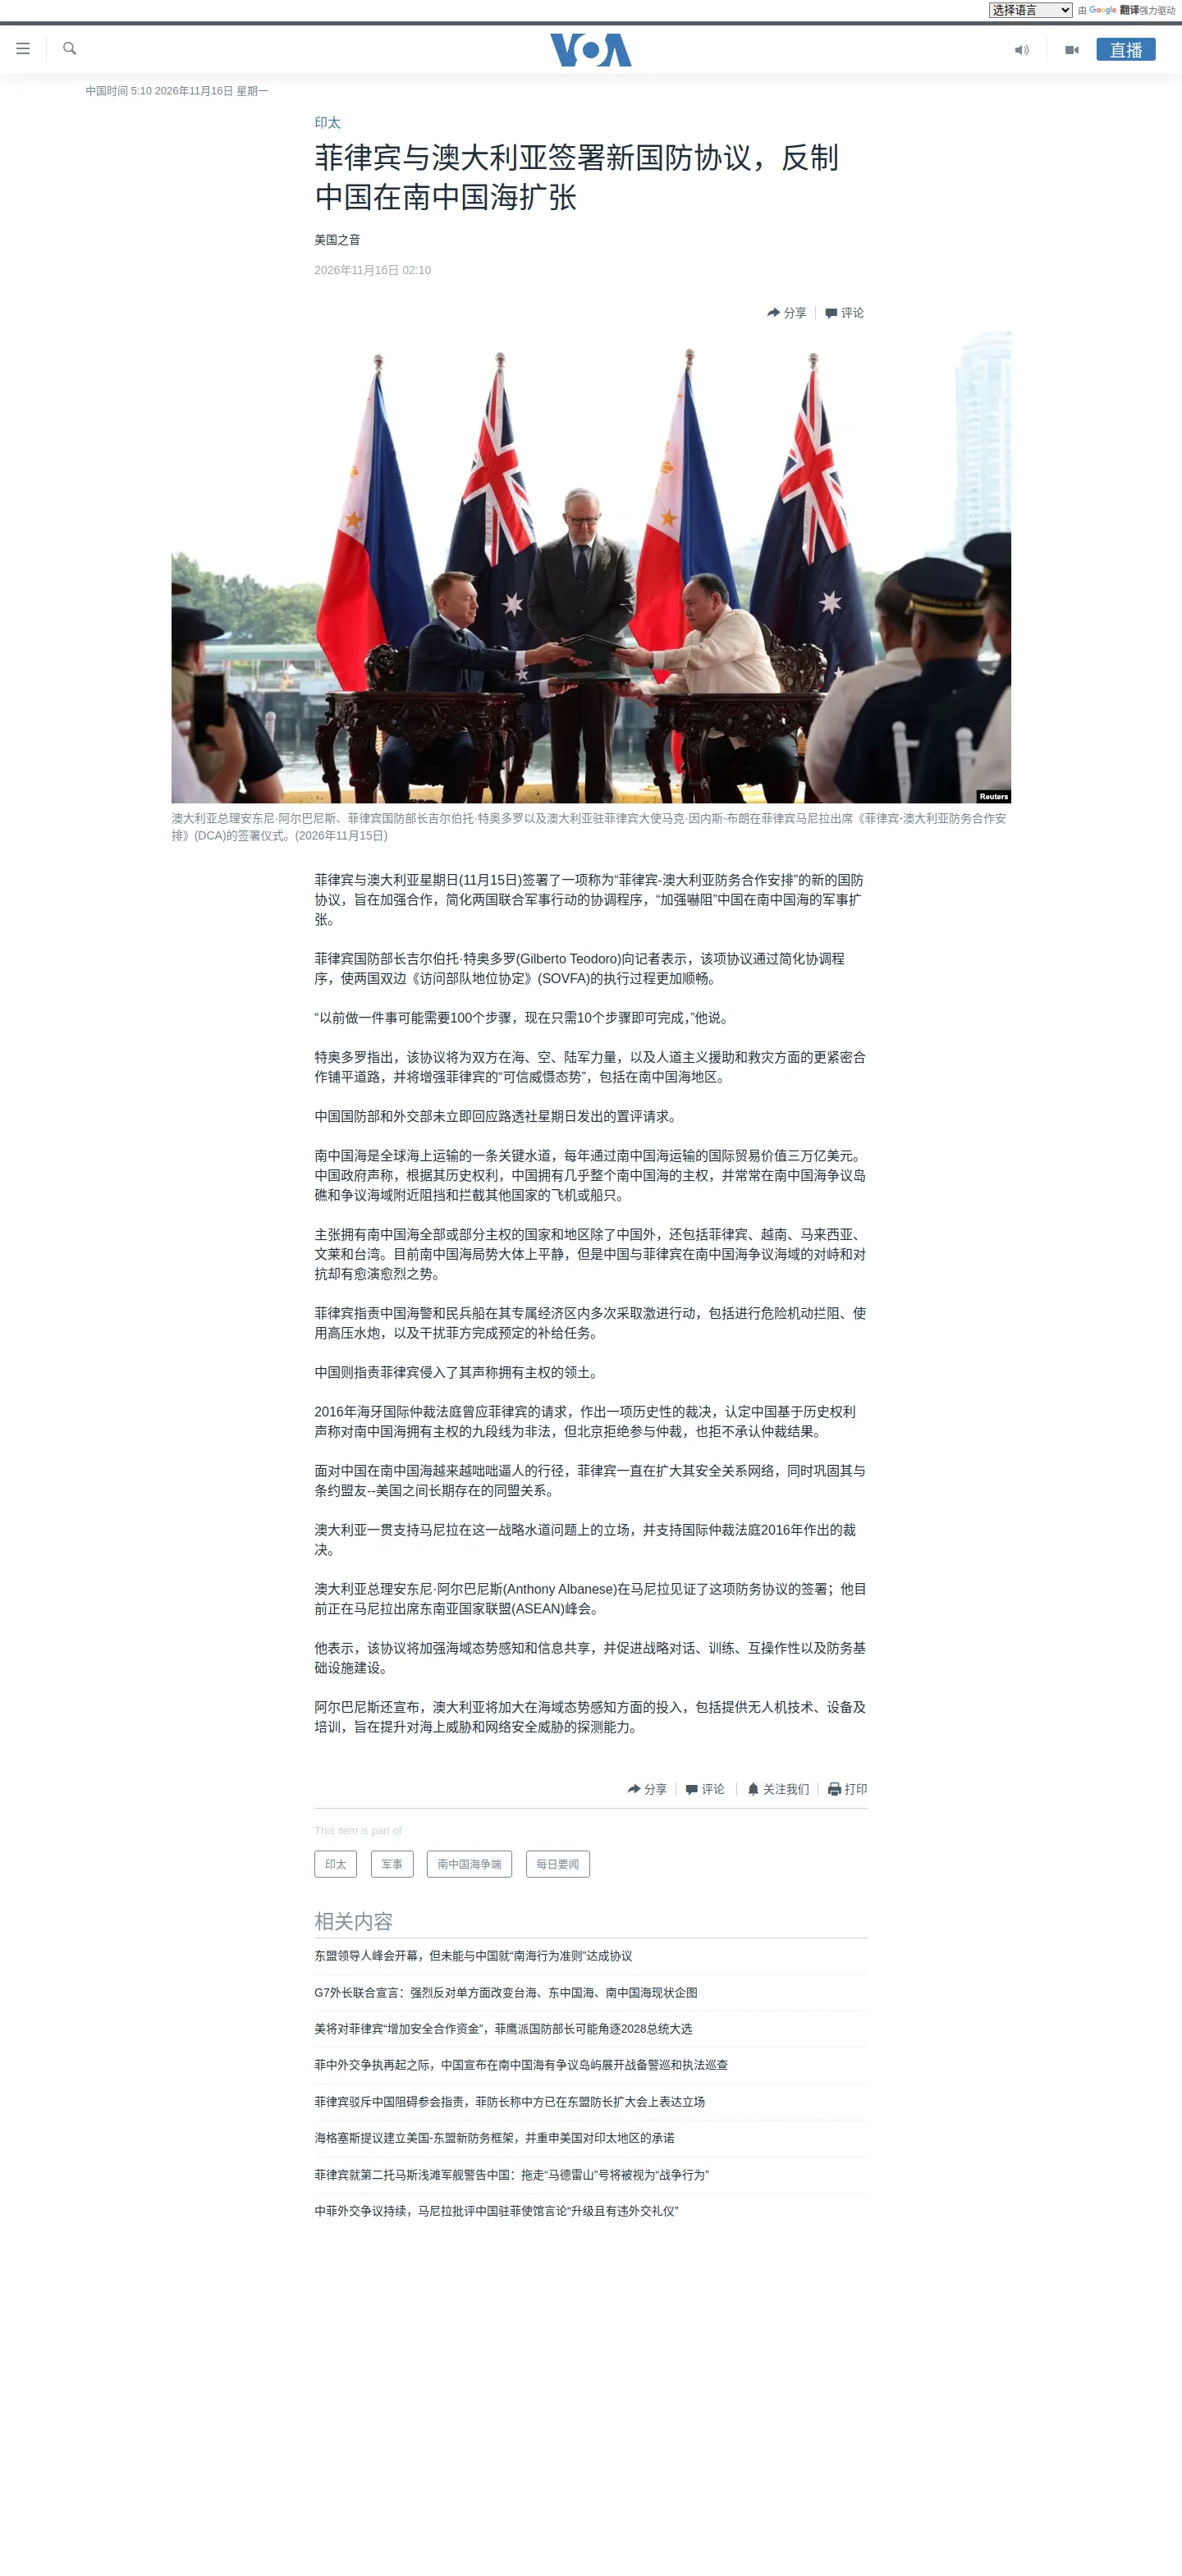 选择语言 由 Google 翻译强力驱动
VOA
直播
中国时间 5:10 2026年11月16日 星期一
印太
菲律宾与澳大利亚签署新国防协议，反制
中国在南中国海扩张
美国之音
2026年11月16日 02:10
分享 评论
Reuters
澳大利亚总理安东尼·阿尔巴尼斯、菲律宾国防部长吉尔伯托·特奥多罗以及澳大利亚驻菲律宾大使马克·因内斯-布朗在菲律宾马尼拉出席《菲律宾-澳大利亚防务合作安
排》(DCA)的签署仪式。(2026年11月15日)
菲律宾与澳大利亚星期日(11月15日)签署了一项称为“菲律宾-澳大利亚防务合作安排”的新的国防
协议，旨在加强合作，简化两国联合军事行动的协调程序，“加强嚇阻”中国在南中国海的军事扩
张。
菲律宾国防部长吉尔伯托·特奥多罗(Gilberto Teodoro)向记者表示，该项协议通过简化协调程
序，使两国双边《访问部队地位协定》(SOVFA)的执行过程更加顺畅。
“以前做一件事可能需要100个步骤，现在只需10个步骤即可完成，”他说。
特奥多罗指出，该协议将为双方在海、空、陆军力量，以及人道主义援助和救灾方面的更紧密合
作铺平道路，并将增强菲律宾的“可信威慑态势”，包括在南中国海地区。
中国国防部和外交部未立即回应路透社星期日发出的置评请求。
南中国海是全球海上运输的一条关键水道，每年通过南中国海运输的国际贸易价值三万亿美元。
中国政府声称，根据其历史权利，中国拥有几乎整个南中国海的主权，并常常在南中国海争议岛
礁和争议海域附近阻挡和拦截其他国家的飞机或船只。
主张拥有南中国海全部或部分主权的国家和地区除了中国外，还包括菲律宾、越南、马来西亚、
文莱和台湾。目前南中国海局势大体上平静，但是中国与菲律宾在南中国海争议海域的对峙和对
抗却有愈演愈烈之势。
菲律宾指责中国海警和民兵船在其专属经济区内多次采取激进行动，包括进行危险机动拦阻、使
用高压水炮，以及干扰菲方完成预定的补给任务。
中国则指责菲律宾侵入了其声称拥有主权的领土。
2016年海牙国际仲裁法庭曾应菲律宾的请求，作出一项历史性的裁决，认定中国基于历史权利
声称对南中国海拥有主权的九段线为非法，但北京拒绝参与仲裁，也拒不承认仲裁结果。
面对中国在南中国海越来越咄咄逼人的行径，菲律宾一直在扩大其安全关系网络，同时巩固其与
条约盟友--美国之间长期存在的同盟关系。
澳大利亚一贯支持马尼拉在这一战略水道问题上的立场，并支持国际仲裁法庭2016年作出的裁
决。
澳大利亚总理安东尼·阿尔巴尼斯(Anthony Albanese)在马尼拉见证了这项防务协议的签署；他目
前正在马尼拉出席东南亚国家联盟(ASEAN)峰会。
他表示，该协议将加强海域态势感知和信息共享，并促进战略对话、训练、互操作性以及防务基
础设施建设。
阿尔巴尼斯还宣布，澳大利亚将加大在海域态势感知方面的投入，包括提供无人机技术、设备及
培训，旨在提升对海上威胁和网络安全威胁的探测能力。
分享 评论 关注我们 打印
This item is part of
印太 军事 南中国海争端 每日要闻
相关内容
东盟领导人峰会开幕，但未能与中国就“南海行为准则”达成协议
G7外长联合宣言：强烈反对单方面改变台海、东中国海、南中国海现状企图
美将对菲律宾“增加安全合作资金”，菲鹰派国防部长可能角逐2028总统大选
菲中外交争执再起之际，中国宣布在南中国海有争议岛屿展开战备警巡和执法巡查
菲律宾驳斥中国阻碍参会指责，菲防长称中方已在东盟防长扩大会上表达立场
海格塞斯提议建立美国-东盟新防务框架，并重申美国对印太地区的承诺
菲律宾就第二托马斯浅滩军舰警告中国：拖走“马德雷山”号将被视为“战争行为”
中菲外交争议持续，马尼拉批评中国驻菲使馆言论“升级且有违外交礼仪”